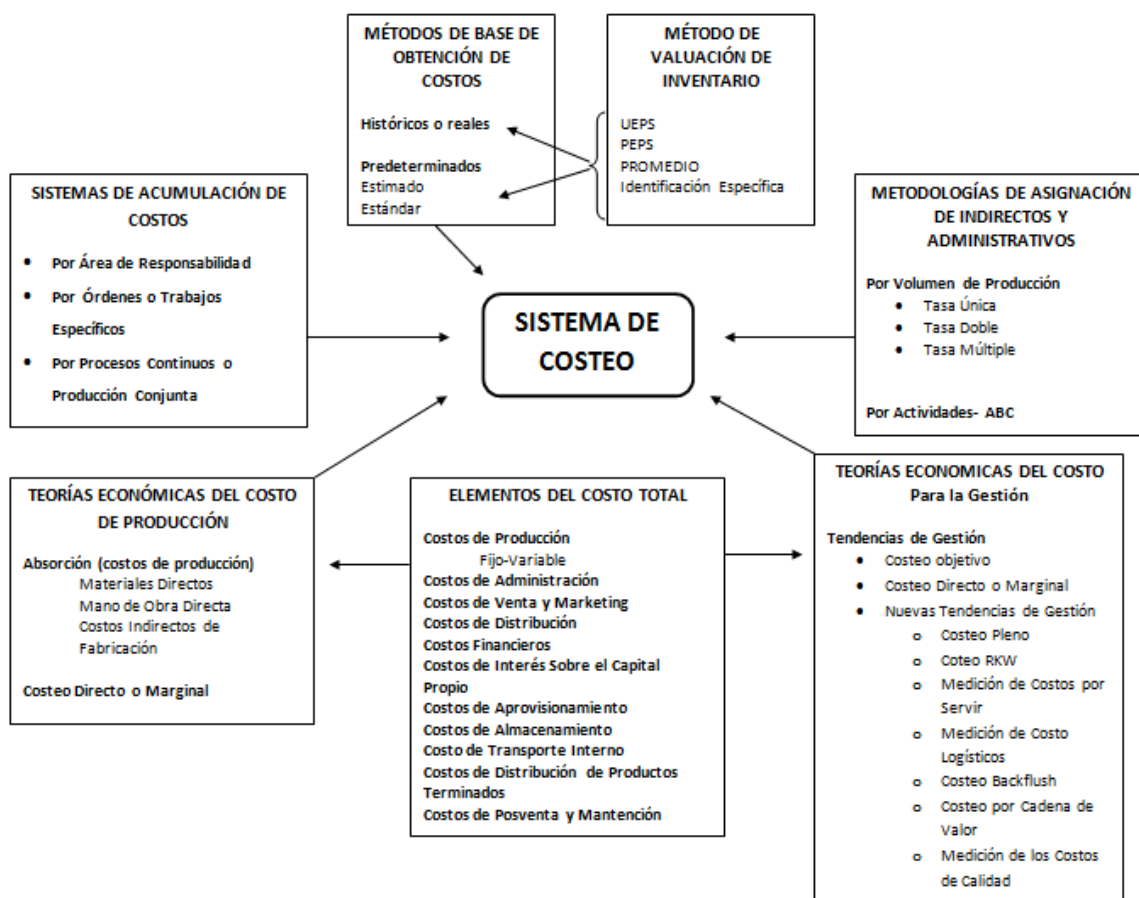 MÉTODOS DE BASE DE
OBTENCIÓN DE
COSTOS
Históricos o reales
Predeterminados
Estimado
Estándar
MÉTODO DE
VALUACIÓN DE
INVENTARIO
UEPS
PEPS
PROMEDIO
Identificación Específica
SISTEMAS DE ACUMULACIÓN DE
COSTOS
• Por Área de Responsabilidad
• Por Órdenes o Trabajos
Específicos
• Por Procesos Continuos o
Producción Conjunta
SISTEMA DE
COSTEO
METODOLOGÍAS DE ASIGNACIÓN
DE INDIRECTOS Y
ADMINISTRATIVOS
Por Volumen de Producción
• Tasa Única
• Tasa Doble
• Tasa Múltiple
Por Actividades- ABC
TEORÍAS ECONÓMICAS DEL COSTO
DE PRODUCCIÓN
Absorción (costos de producción)
Materiales Directos
Mano de Obra Directa
Costos Indirectos de
Fabricación
Costeo Directo o Marginal
ELEMENTOS DEL COSTO TOTAL
Costos de Producción
Fijo-Variable
Costos de Administración
Costos de Venta y Marketing
Costos de Distribución
Costos Financieros
Costos de Interés Sobre el Capital
Propio
Costos de Aprovisionamiento
Costos de Almacenamiento
Costo de Transporte Interno
Costos de Distribución de Productos
Terminados
Costos de Posventa y Mantención
TEORÍAS ECONOMICAS DEL COSTO
Para la Gestión
Tendencias de Gestión
• Costeo objetivo
• Costeo Directo o Marginal
• Nuevas Tendencias de Gestión
o Costeo Pleno
o Coteo RKW
o Medición de Costos por
Servir
o Medición de Costo
Logísticos
o Costeo Backflush
o Costeo por Cadena de
Valor
o Medición de los Costos
de Calidad